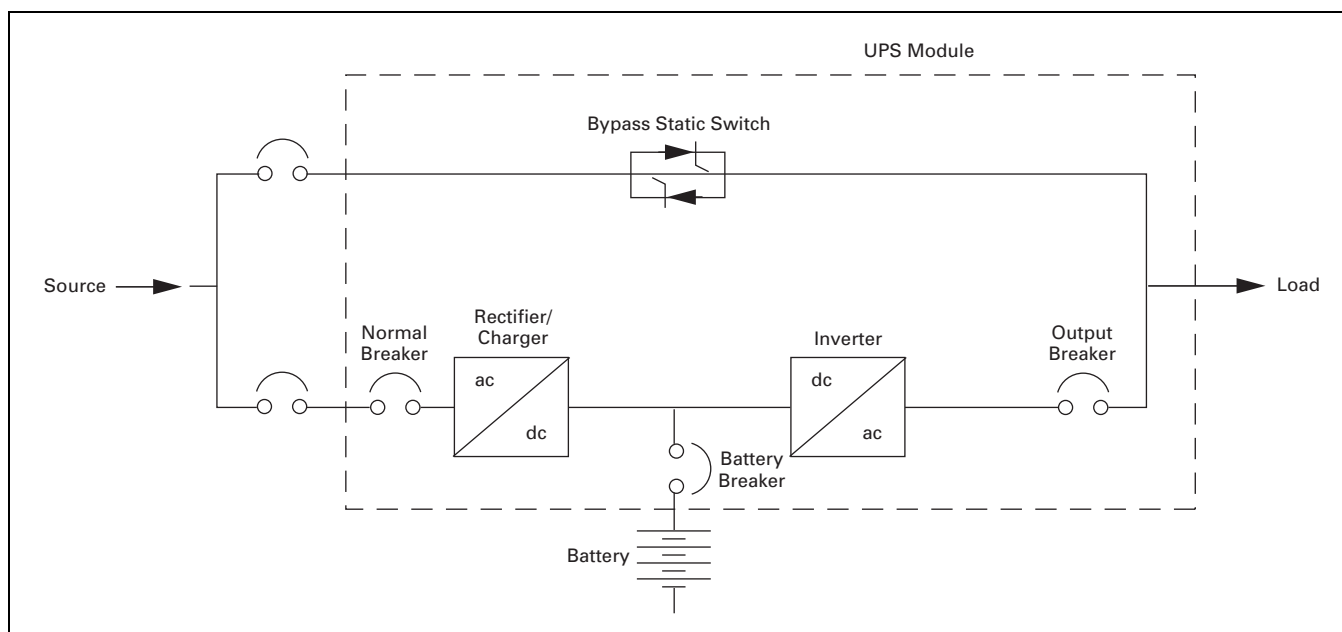 UPS Module
Bypass Static Switch
Source
Load
Normal
Breaker
Rectifier/
Charger
Inverter
Output
Breaker
ac
dc
dc
ac
Battery
Breaker
Battery